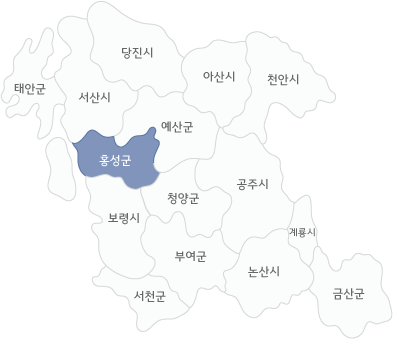 당진시
아산시
천안시
태안군
서산시
예산군
홍성군
청양군
공주시
보령시
계룡시
부여군
논산시
서천군
금산군